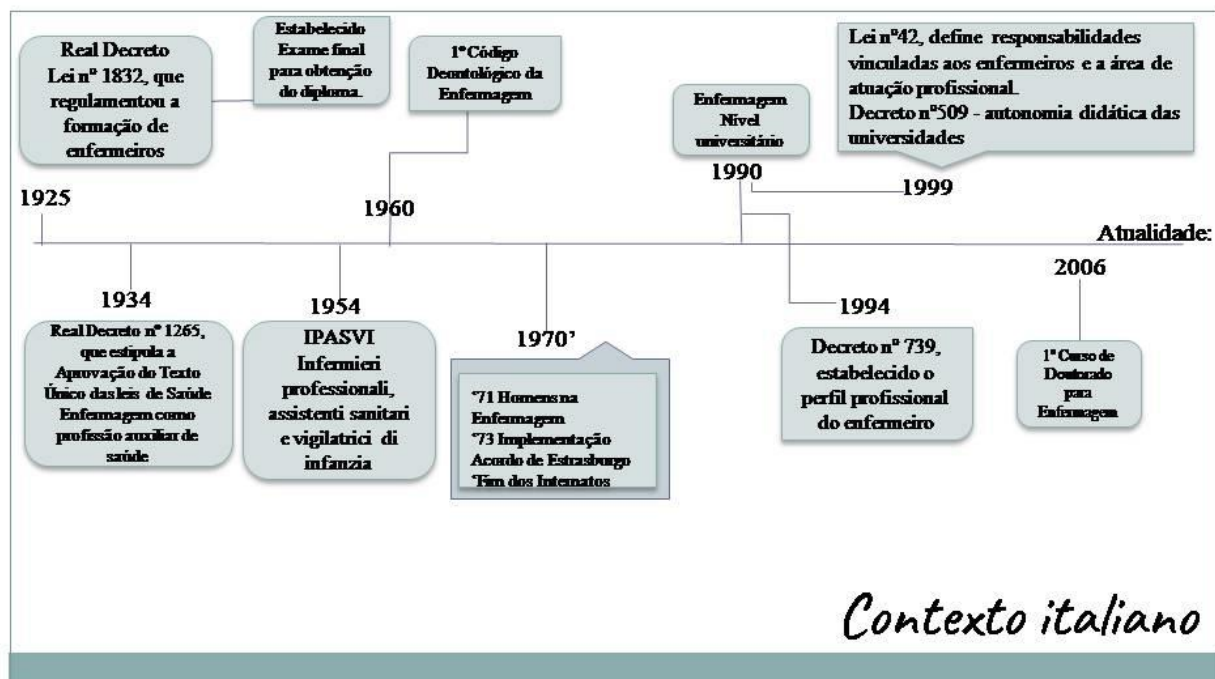 Real Decreto
Lei nº 1832, que
regulamentou a
formação de
enfermeiros
Estabelecido
Exame final
para obtenção
do diploma.
1º Código
Deontológico da
Enfermagem
Enfermagem
Nível
universitário
Lei nº42, define responsabilidades
vinculadas aos enfermeiros e a área de
atuação profissional.
Decreto nº509 - autonomia didática das
universidades
1925
1960
1990
1999
Atualidade:
1934
Real Decreto nº 1265,
que estipula a
Aprovação do Texto
Único das leis de Saúde
Enfermagem como
profissão auxiliar de
saúde
1954
IPASVI
Infermieri
professionali,
assistenti sanitari
e vigilatrici di
infanzia
1970’
’71 Homens na
Enfermagem
’73 Implementação
Acordo de Estrasburgo
’Fim dos Internatos
1994
Decreto nº 739,
estabelecido o
perfil profissional
do enfermeiro
2006
1º Curso de
Doutorado
para
Enfermagem
Contexto italiano